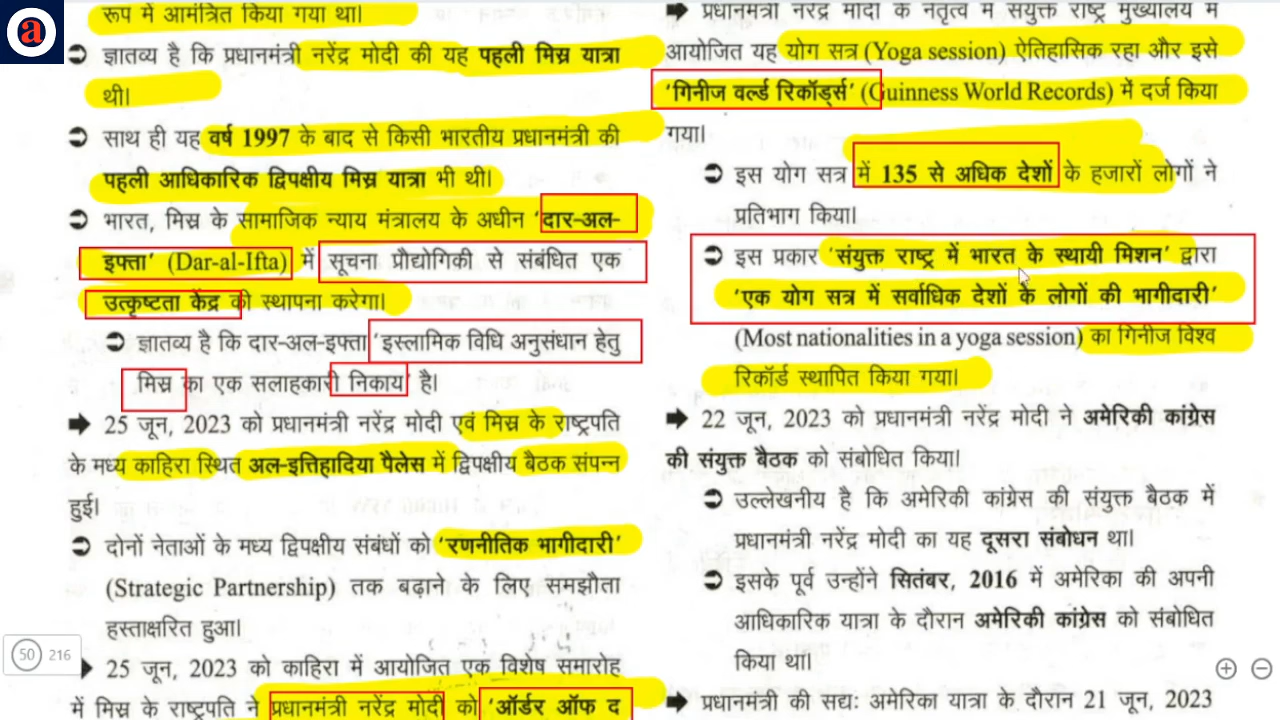 a
रूप में आमंत्रित किया गया था।
➲ ज्ञातव्य है कि प्रधानमंत्री नरेंद्र मोदी की यह पहली मिस्र यात्रा
थी।
➲ साथ ही यह वर्ष 1997 के बाद से किसी भारतीय प्रधानमंत्री की
पहली आधिकारिक द्विपक्षीय मिस्र यात्रा भी थी।
➲ भारत, मिस्र के सामाजिक न्याय मंत्रालय के अधीन 'दार-अल-
इफ्ता' (Dar-al-Ifta) में सूचना प्रौद्योगिकी से संबंधित एक
उत्कृष्टता केंद्र की स्थापना करेगा।
➲ ज्ञातव्य है कि दार-अल-इफ्ता 'इस्लामिक विधि अनुसंधान हेतु
मिस्र का एक सलाहकारी निकाय' है।
➡ 25 जून, 2023 को प्रधानमंत्री नरेंद्र मोदी एवं मिस्र के राष्ट्रपति
के मध्य काहिरा स्थित अल-इत्तिहादिया पैलेस में द्विपक्षीय बैठक संपन्न
हुई।
➲ दोनों नेताओं के मध्य द्विपक्षीय संबंधों को 'रणनीतिक भागीदारी'
(Strategic Partnership) तक बढ़ाने के लिए समझौता
हस्ताक्षरित हुआ।
➡ 25 जून, 2023 को काहिरा में आयोजित एक विशेष समारोह
में मिस्र के राष्ट्रपति ने प्रधानमंत्री नरेंद्र मोदी को 'ऑर्डर ऑफ द
50 216
➡ प्रधानमंत्री नरेंद्र मोदी के नेतृत्व में संयुक्त राष्ट्र मुख्यालय में
आयोजित यह योग सत्र (Yoga session) ऐतिहासिक रहा और इसे
'गिनीज वर्ल्ड रिकॉर्ड्स' (Guinness World Records) में दर्ज किया
गया।
➲ इस योग सत्र में 135 से अधिक देशों के हजारों लोगों ने
प्रतिभाग किया।
➲ इस प्रकार 'संयुक्त राष्ट्र में भारत के स्थायी मिशन' द्वारा
'एक योग सत्र में सर्वाधिक देशों के लोगों की भागीदारी'
(Most nationalities in a yoga session) का गिनीज विश्व
रिकॉर्ड स्थापित किया गया।
➡ 22 जून, 2023 को प्रधानमंत्री नरेंद्र मोदी ने अमेरिकी कांग्रेस
की संयुक्त बैठक को संबोधित किया।
➲ उल्लेखनीय है कि अमेरिकी कांग्रेस की संयुक्त बैठक में
प्रधानमंत्री नरेंद्र मोदी का यह दूसरा संबोधन था।
➲ इसके पूर्व उन्होंने सितंबर, 2016 में अमेरिका की अपनी
आधिकारिक यात्रा के दौरान अमेरिकी कांग्रेस को संबोधित
किया था।
➡ प्रधानमंत्री की सद्यः अमेरिका यात्रा के दौरान 21 जून, 2023